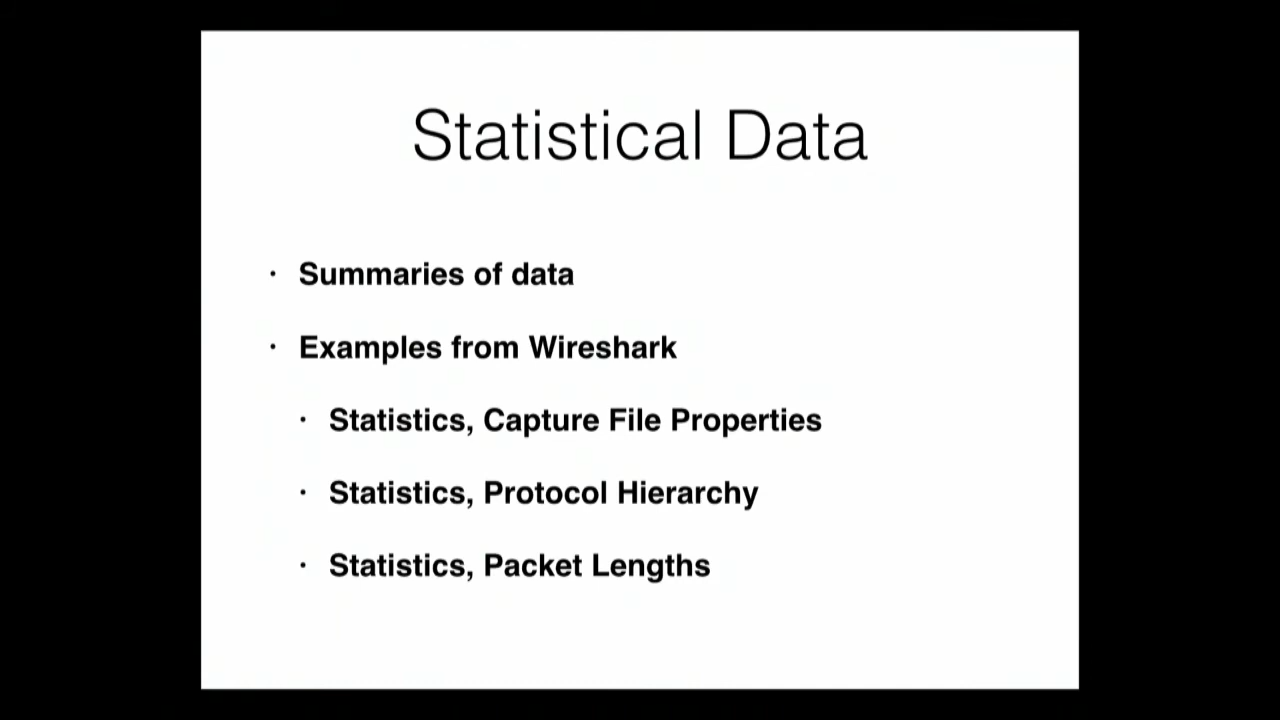 Statistical Data
· Summaries of data
· Examples from Wireshark
· Statistics, Capture File Properties
· Statistics, Protocol Hierarchy
· Statistics, Packet Lengths